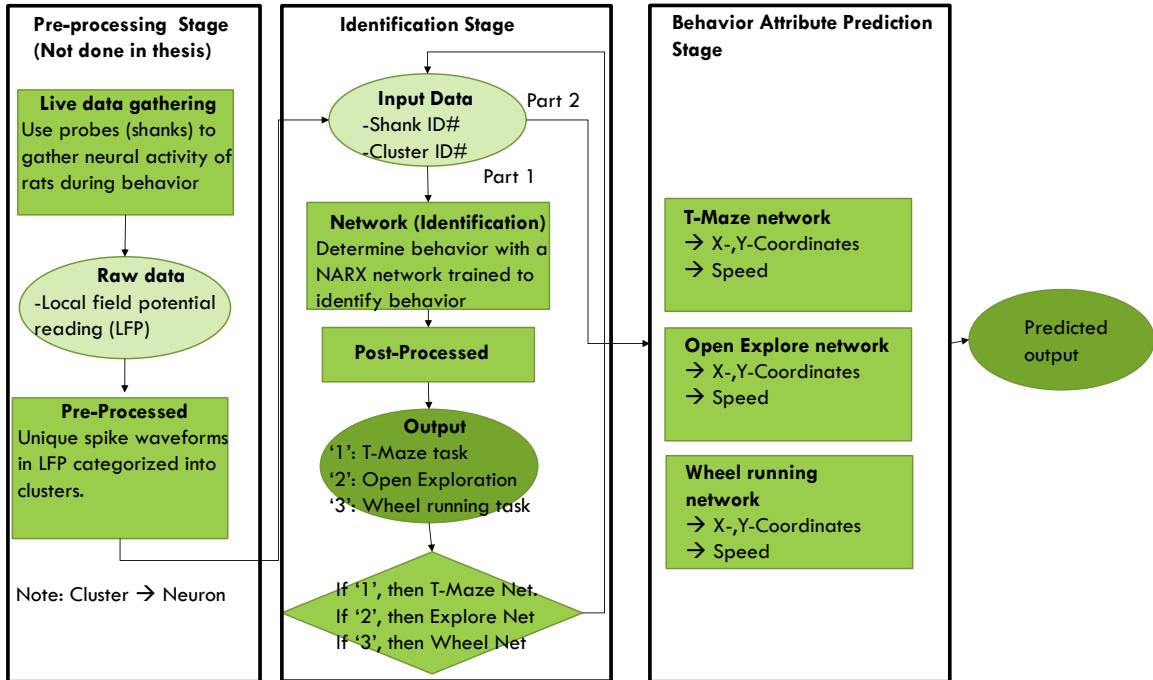 Pre-processing Stage
(Not done in thesis)
Live data gathering
Use probes (shanks) to
gather neural activity of
rats during behavior
Raw data
-Local field potential
reading (LFP)
Pre-Processed
Unique spike waveforms
in LFP categorized into
clusters.
Note: Cluster → Neuron
Identification Stage
Input Data
-Shank ID#
-Cluster ID#
Part 2
Part 1
Network (Identification)
Determine behavior with a
NARX network trained to
identify behavior
Post-Processed
Output
‘1’: T-Maze task
‘2’: Open Exploration
‘3’: Wheel running task
If ‘1’, then T-Maze Net.
If ‘2’, then Explore Net
If ‘3’, then Wheel Net
Behavior Attribute Prediction
Stage
T-Maze network
→ X-,Y-Coordinates
→ Speed
Open Explore network
→ X-,Y-Coordinates
→ Speed
Wheel running
network
→ X-,Y-Coordinates
→ Speed
Predicted
output